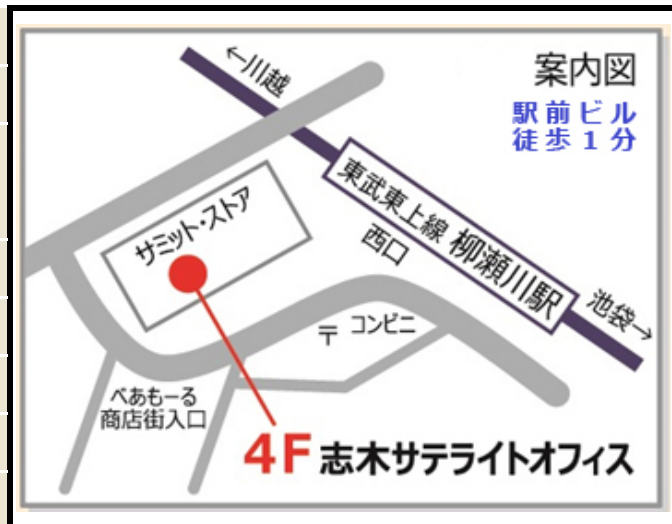 案内図
駅前ビル
徒歩１分
←川越
東武東上線 柳瀬川駅
西口
池袋→
サミット・ストア
〒 コンビニ
ぺあもーる
商店街入口
4F 志木サテライトオフィス